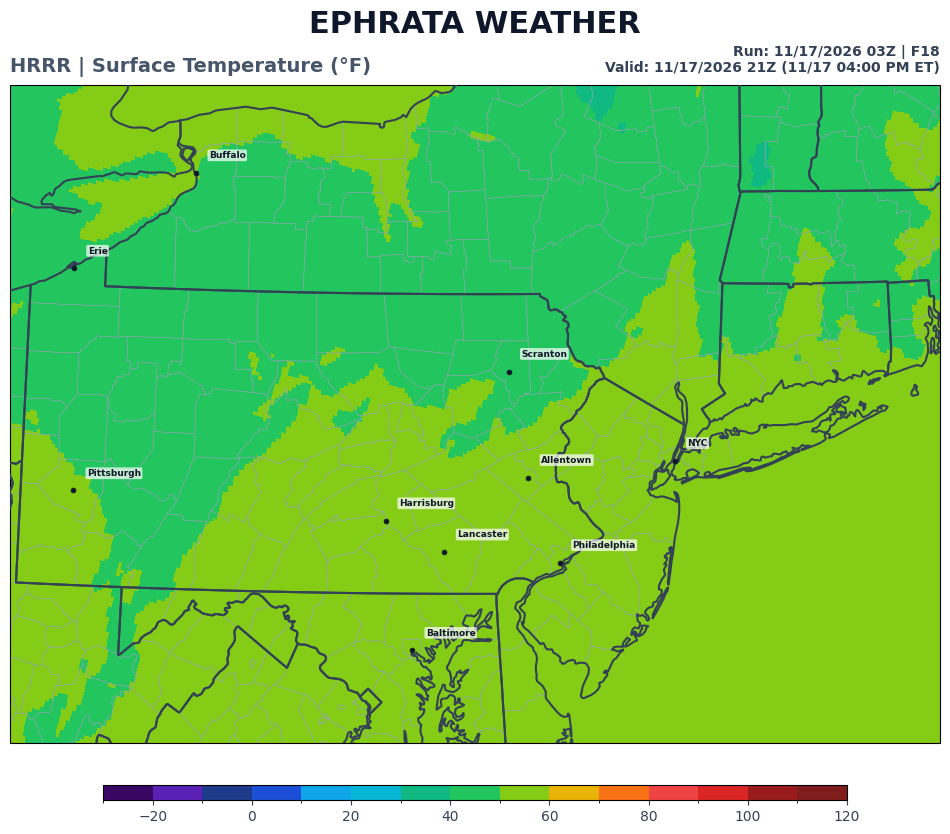 EPHRATA WEATHER
HRRR | Surface Temperature (°F)
Run: 11/17/2026 03Z | F18
Valid: 11/17/2026 21Z (11/17 04:00 PM ET)
Buffalo
Erie
Scranton
NYC
Allentown
Pittsburgh
Harrisburg
Lancaster
Philadelphia
Baltimore
−20 0 20 40 60 80 100 120